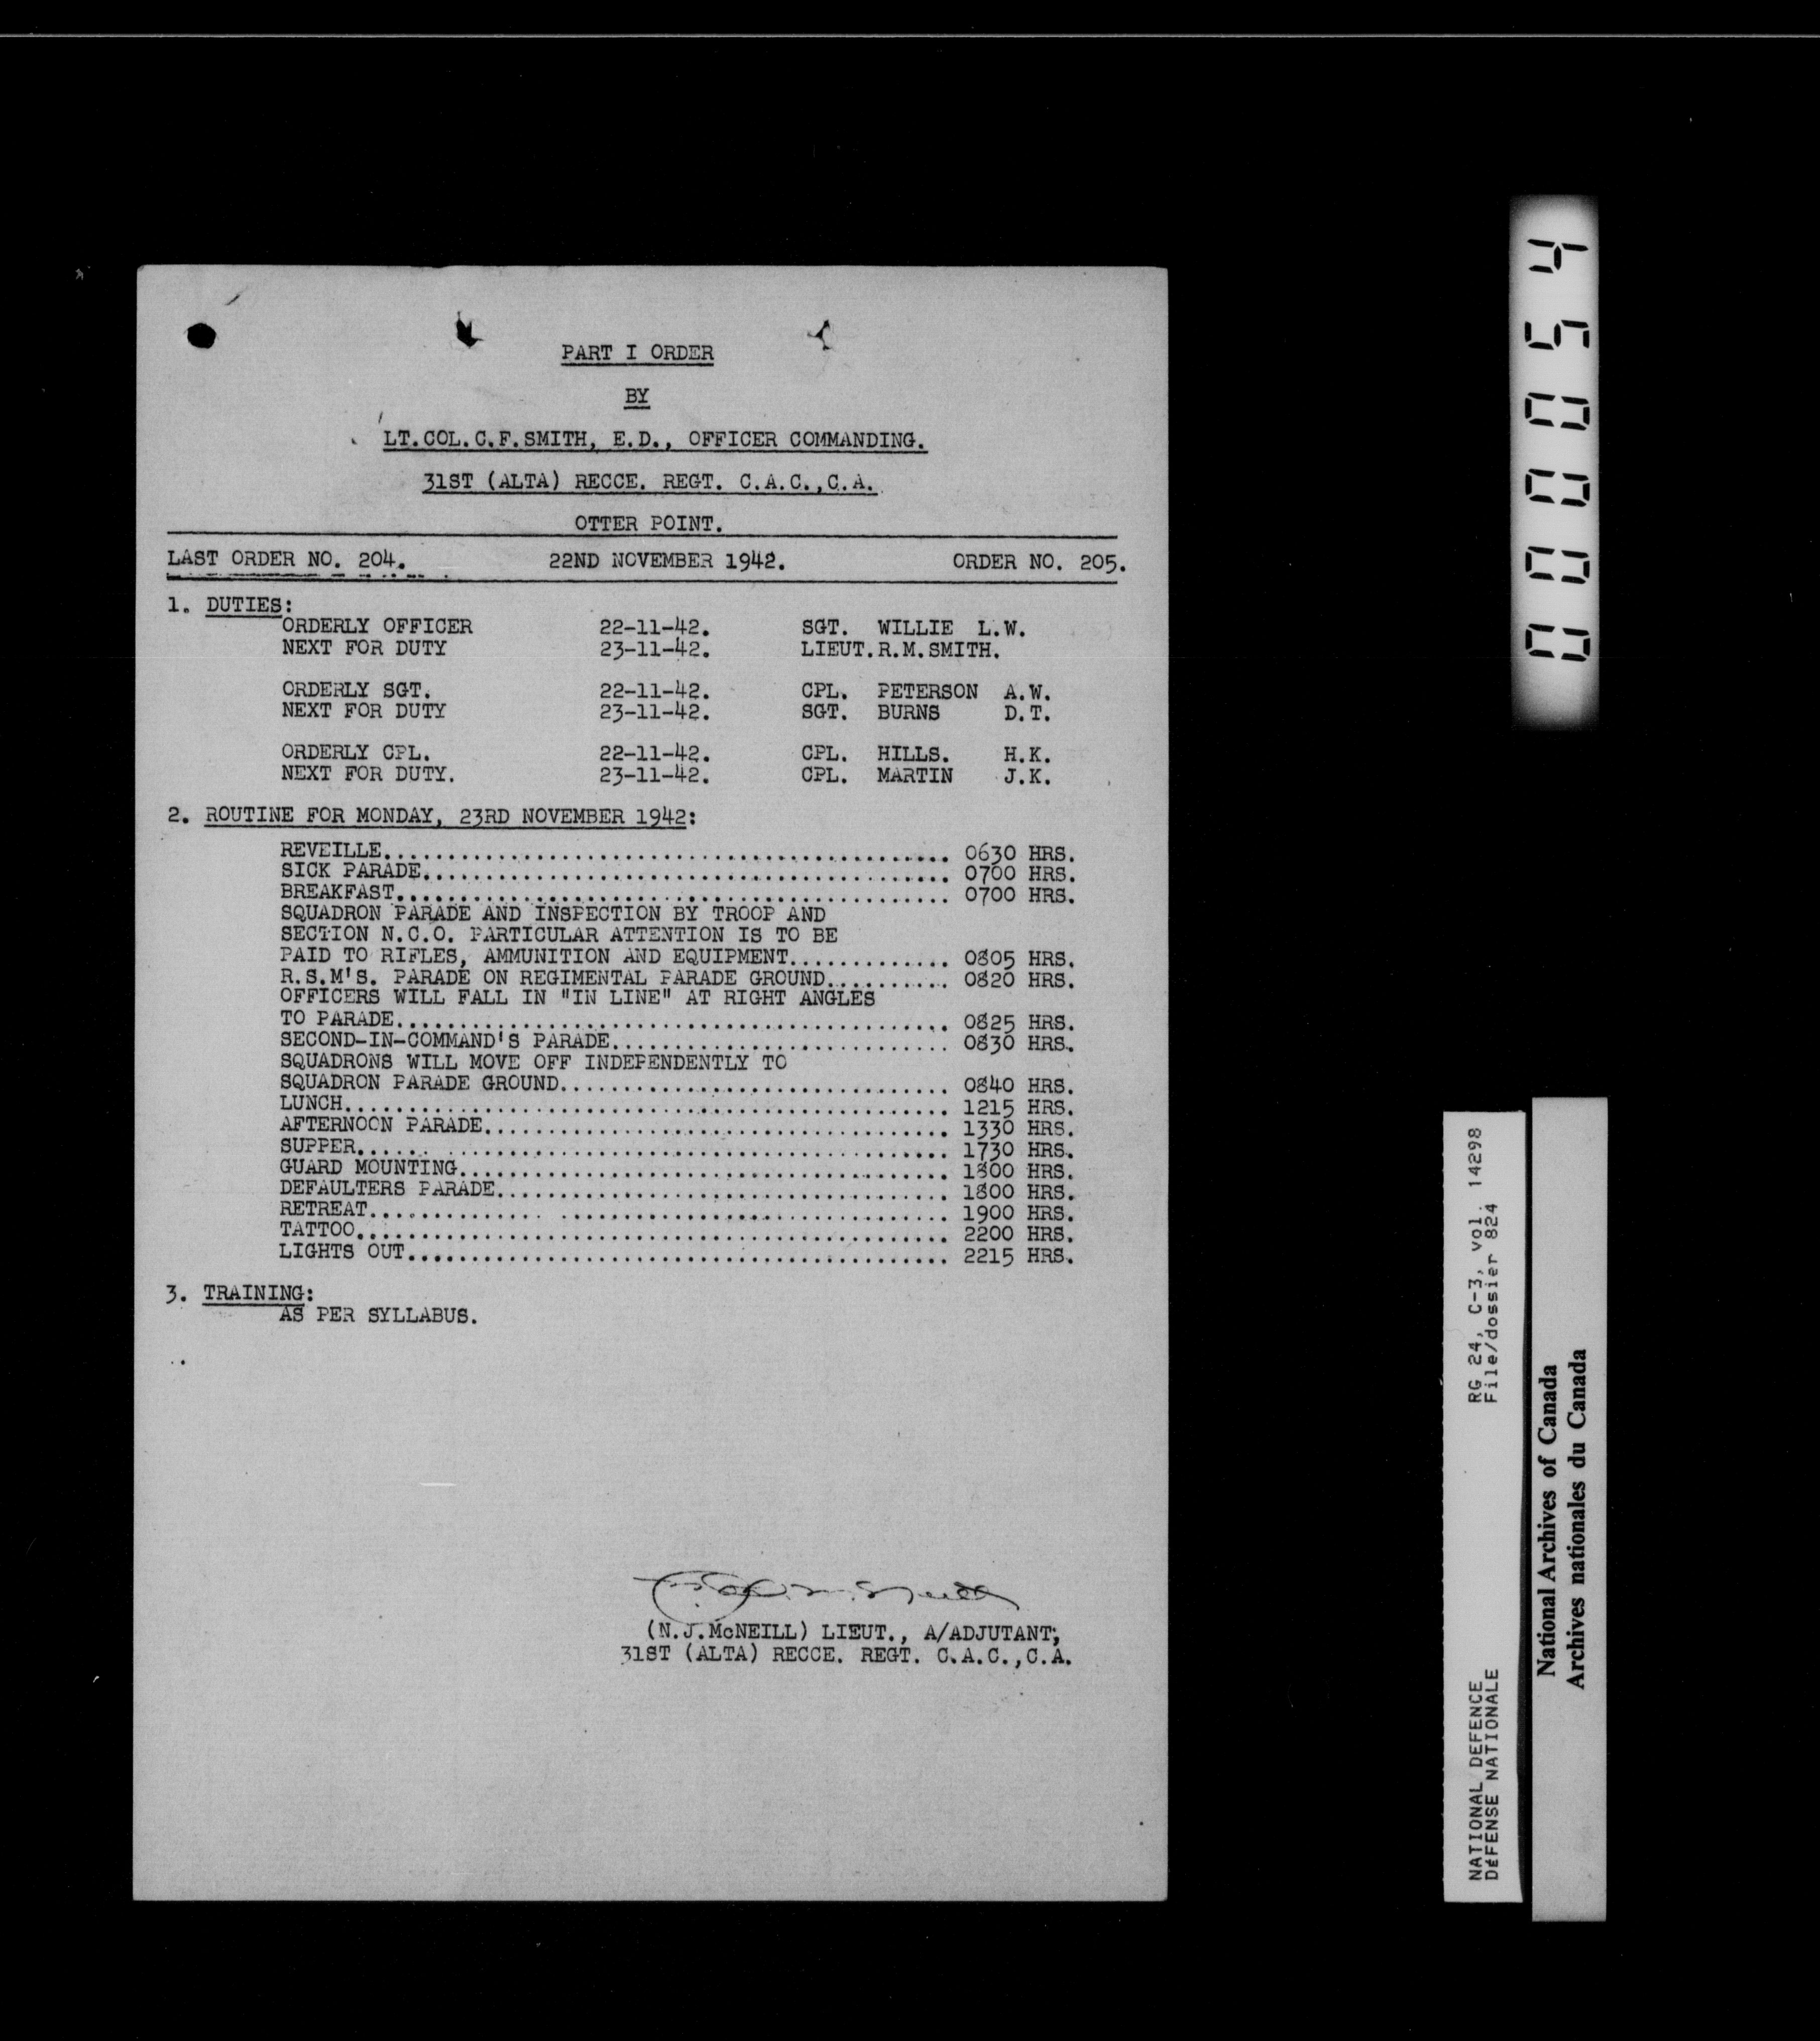 PART I ORDER
BY
LT.COL.C.F.SMITH, E.D., OFFICER COMMANDING.
31ST (ALTA) RECCE. REGT. C.A.C.,C.A.
OTTER POINT.
LAST ORDER NO. 204. 22ND NOVEMBER 1942. ORDER NO. 205.
1. DUTIES:
ORDERLY OFFICER 22-11-42. SGT. WILLIE L.W.
NEXT FOR DUTY 23-11-42. LIEUT.R.M.SMITH.
ORDERLY SGT. 22-11-42. CPL. PETERSON A.W.
NEXT FOR DUTY 23-11-42. SGT. BURNS D.T.
ORDERLY CPL. 22-11-42. CPL. HILLS. H.K.
NEXT FOR DUTY. 23-11-42. CPL. MARTIN J.K.
2. ROUTINE FOR MONDAY, 23RD NOVEMBER 1942:
REVEILLE............................................. 0630 HRS.
SICK PARADE.......................................... 0700 HRS.
BREAKFAST............................................ 0700 HRS.
SQUADRON PARADE AND INSPECTION BY TROOP AND
SECTION N.C.O. PARTICULAR ATTENTION IS TO BE
PAID TO RIFLES, AMMUNITION AND EQUIPMENT............. 0805 HRS.
R.S.M'S. PARADE ON REGIMENTAL PARADE GROUND.......... 0820 HRS.
OFFICERS WILL FALL IN "IN LINE" AT RIGHT ANGLES
TO PARADE............................................ 0825 HRS.
SECOND-IN-COMMAND'S PARADE........................... 0830 HRS.
SQUADRONS WILL MOVE OFF INDEPENDENTLY TO
SQUADRON PARADE GROUND............................... 0840 HRS.
LUNCH................................................ 1215 HRS.
AFTERNOON PARADE..................................... 1330 HRS.
SUPPER............................................... 1730 HRS.
GUARD MOUNTING....................................... 1800 HRS.
DEFAULTERS PARADE.................................... 1800 HRS.
RETREAT.............. ............................... 1900 HRS.
TATTOO............................................... 2200 HRS.
LIGHTS OUT........................................... 2215 HRS.
3. TRAINING:
AS PER SYLLABUS.
(N.J.McNEILL) LIEUT., A/ADJUTANT;
31ST (ALTA) RECCE. REGT. C.A.C.,C.A.
000054
RG 24, C-3, vol. 14298
File/dossier 824
NATIONAL DEFENCE
DÉFENSE NATIONALE
National Archives of Canada
Archives nationales du Canada